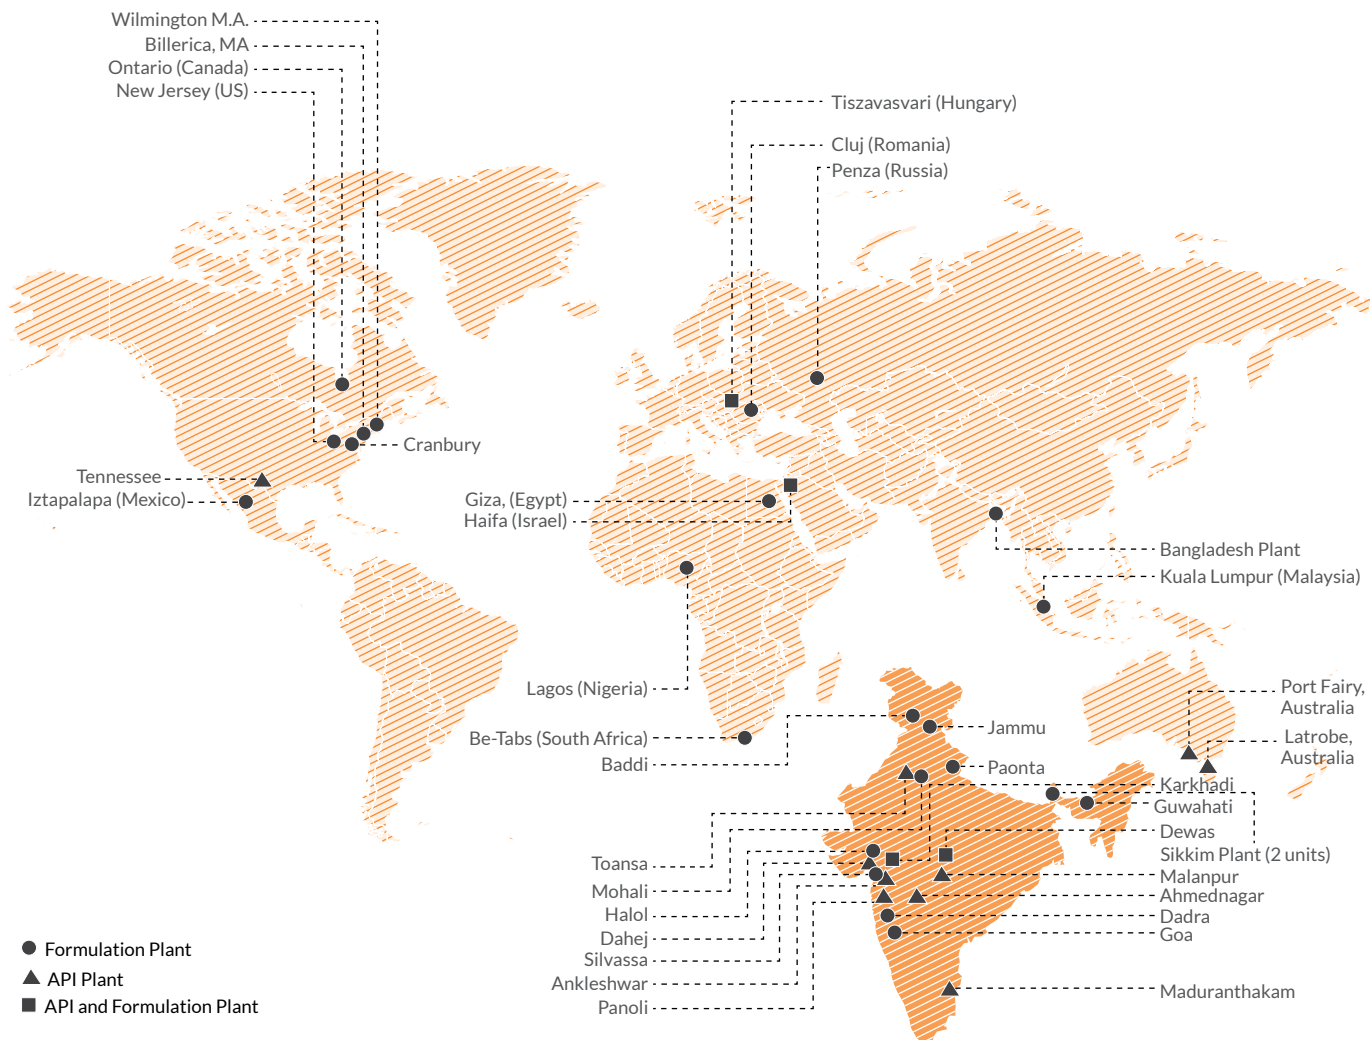 Wilmington M.A.
Billerica, MA
Ontario (Canada)
New Jersey (US)
Tiszavasvari (Hungary)
Cluj (Romania)
Penza (Russia)
Cranbury
Tennessee
Iztapalapa (Mexico)
Giza, (Egypt)
Haifa (Israel)
Bangladesh Plant
Kuala Lumpur (Malaysia)
Lagos (Nigeria)
Be-Tabs (South Africa)
Baddi
Jammu
Paonta
Port Fairy,
Australia
Latrobe,
Australia
Karkhadi
Guwahati
Dewas
Sikkim Plant (2 units)
Malanpur
Ahmednagar
Dadra
Goa
Maduranthakam
Toansa
Mohali
Halol
Dahej
Silvassa
Ankleshwar
Panoli
Formulation Plant
API Plant
API and Formulation Plant